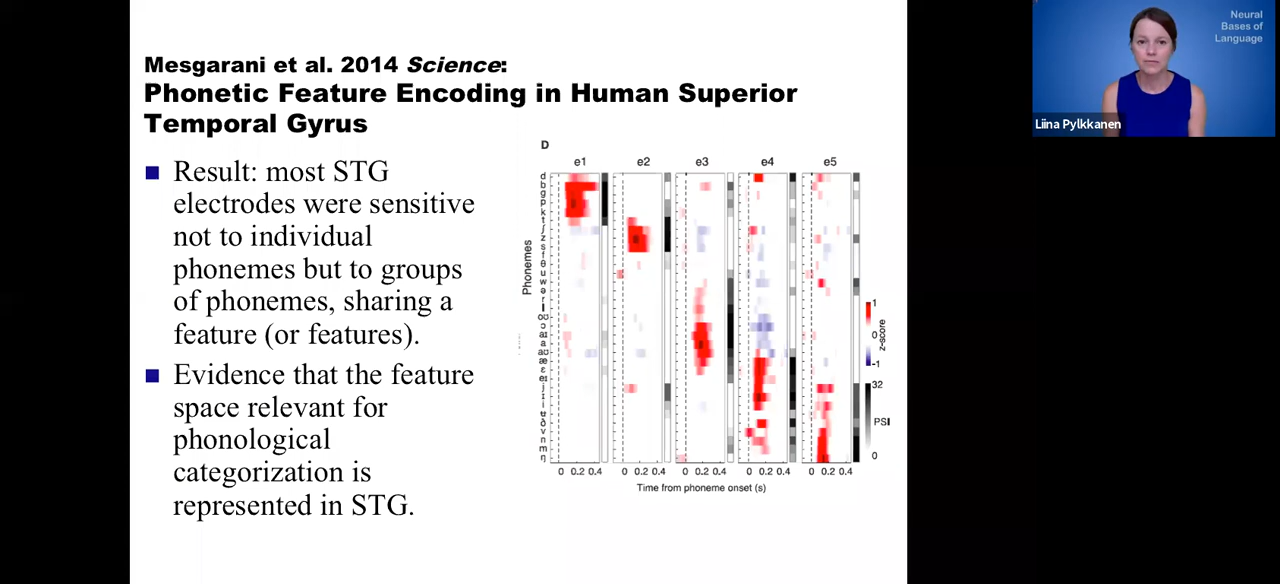 Mesgarani et al. 2014 Science:
Phonetic Feature Encoding in Human Superior
Temporal Gyrus
Result: most STG
electrodes were sensitive
not to individual
phonemes but to groups
of phonemes, sharing a
feature (or features).
Evidence that the feature
space relevant for
phonological
categorization is
represented in STG.
D
e1 e2 e3 e4 e5
Phonemes
d
b
g
p
k
t
ʃ
z
s
f
θ
u
w
ə
r
l
oʊ
ɔ
aɪ
a
aʊ
æ
ɛ
eɪ
j
ɪ
i
ʉ
ð
v
n
m
ŋ
0 0.2 0.4 0 0.2 0.4 0 0.2 0.4 0 0.2 0.4 0 0.2 0.4
Time from phoneme onset (s)
1
0
-1
z-score
32
PSI
0
Neural
Bases of
Language
Liina Pylkkanen